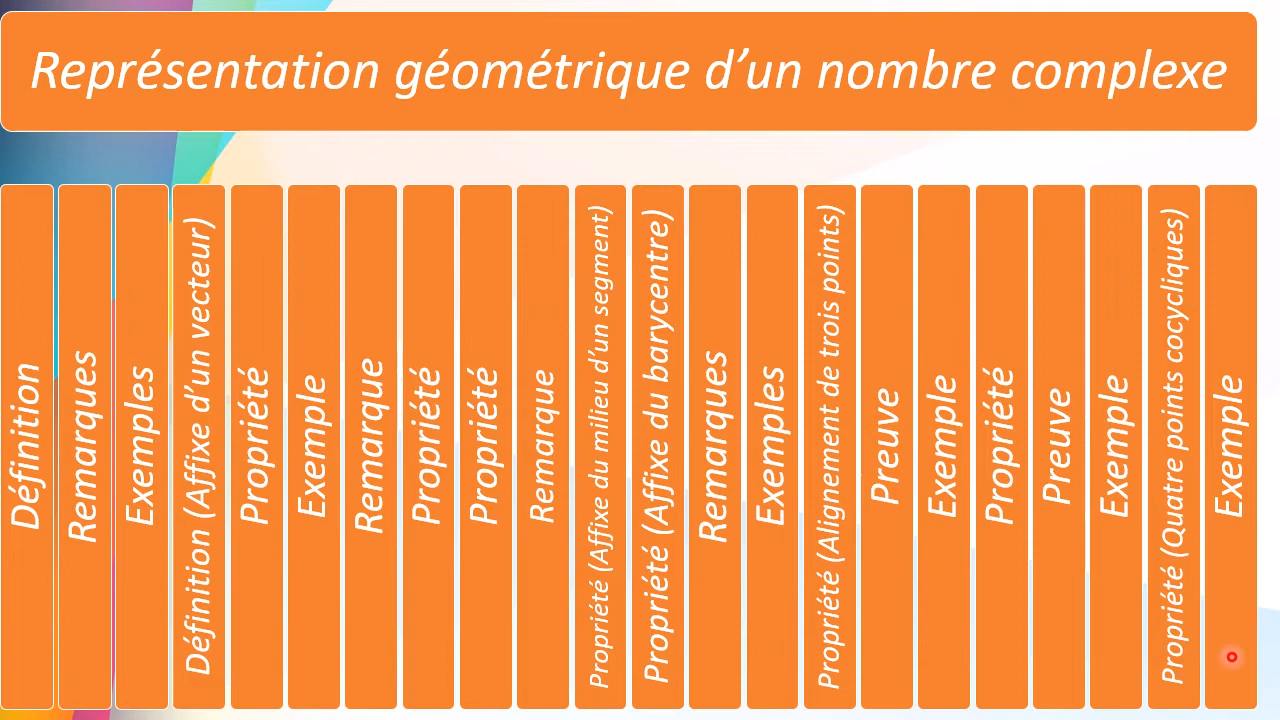 Représentation géométrique d’un nombre complexe
Définition
Remarques
Exemples
Définition (Affixe d’un vecteur)
Propriété
Exemple
Remarque
Propriété
Propriété
Remarque
Propriété (Affixe du milieu d’un segment)
Propriété (Affixe du barycentre)
Remarques
Exemples
Propriété (Alignement de trois points)
Preuve
Exemple
Propriété
Preuve
Exemple
Propriété (Quatre points cocycliques)
Exemple